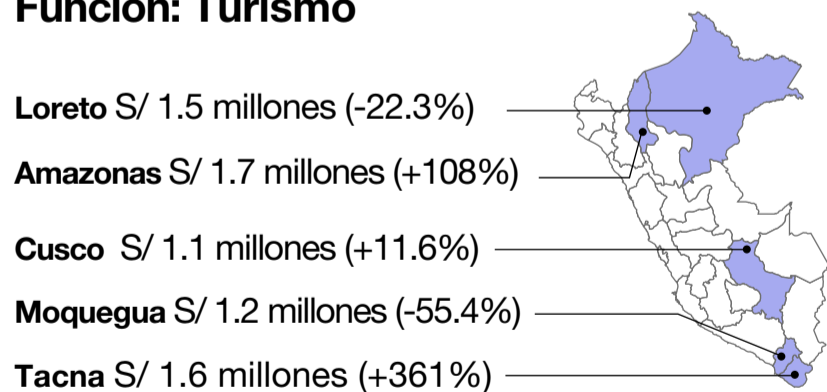 Función: Turismo
Loreto S/ 1.5 millones (-22.3%)
Amazonas S/ 1.7 millones (+108%)
Cusco S/ 1.1 millones (+11.6%)
Moquegua S/ 1.2 millones (-55.4%)
Tacna S/ 1.6 millones (+361%)